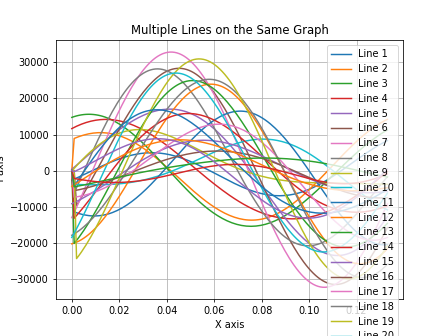 Multiple Lines on the Same Graph
30000
20000
10000
0
−10000
−20000
−30000
0.00
0.02
0.04
0.06
0.08
0.10
X axis
axis
Line 1
Line 2
Line 3
Line 4
Line 5
Line 6
Line 7
Line 8
Line 9
Line 10
Line 11
Line 12
Line 13
Line 14
Line 15
Line 16
Line 17
Line 18
Line 19
Line 20